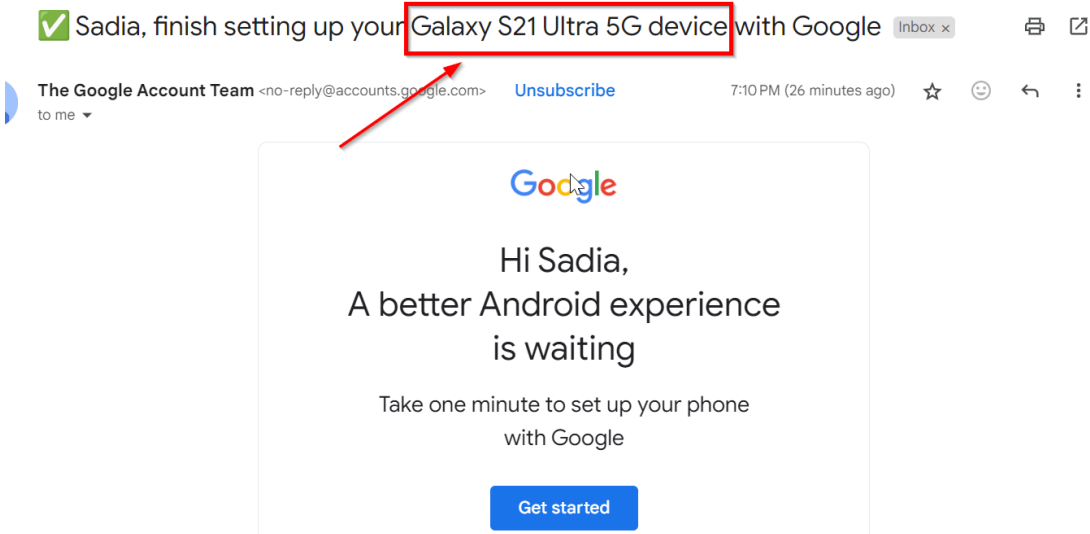 ✅ Sadia, finish setting up your Galaxy S21 Ultra 5G device with Google Inbox ×
The Google Account Team <no-reply@accounts.google.com> Unsubscribe 7:10 PM (26 minutes ago)
to me
Google
Hi Sadia,
A better Android experience
is waiting
Take one minute to set up your phone
with Google
Get started